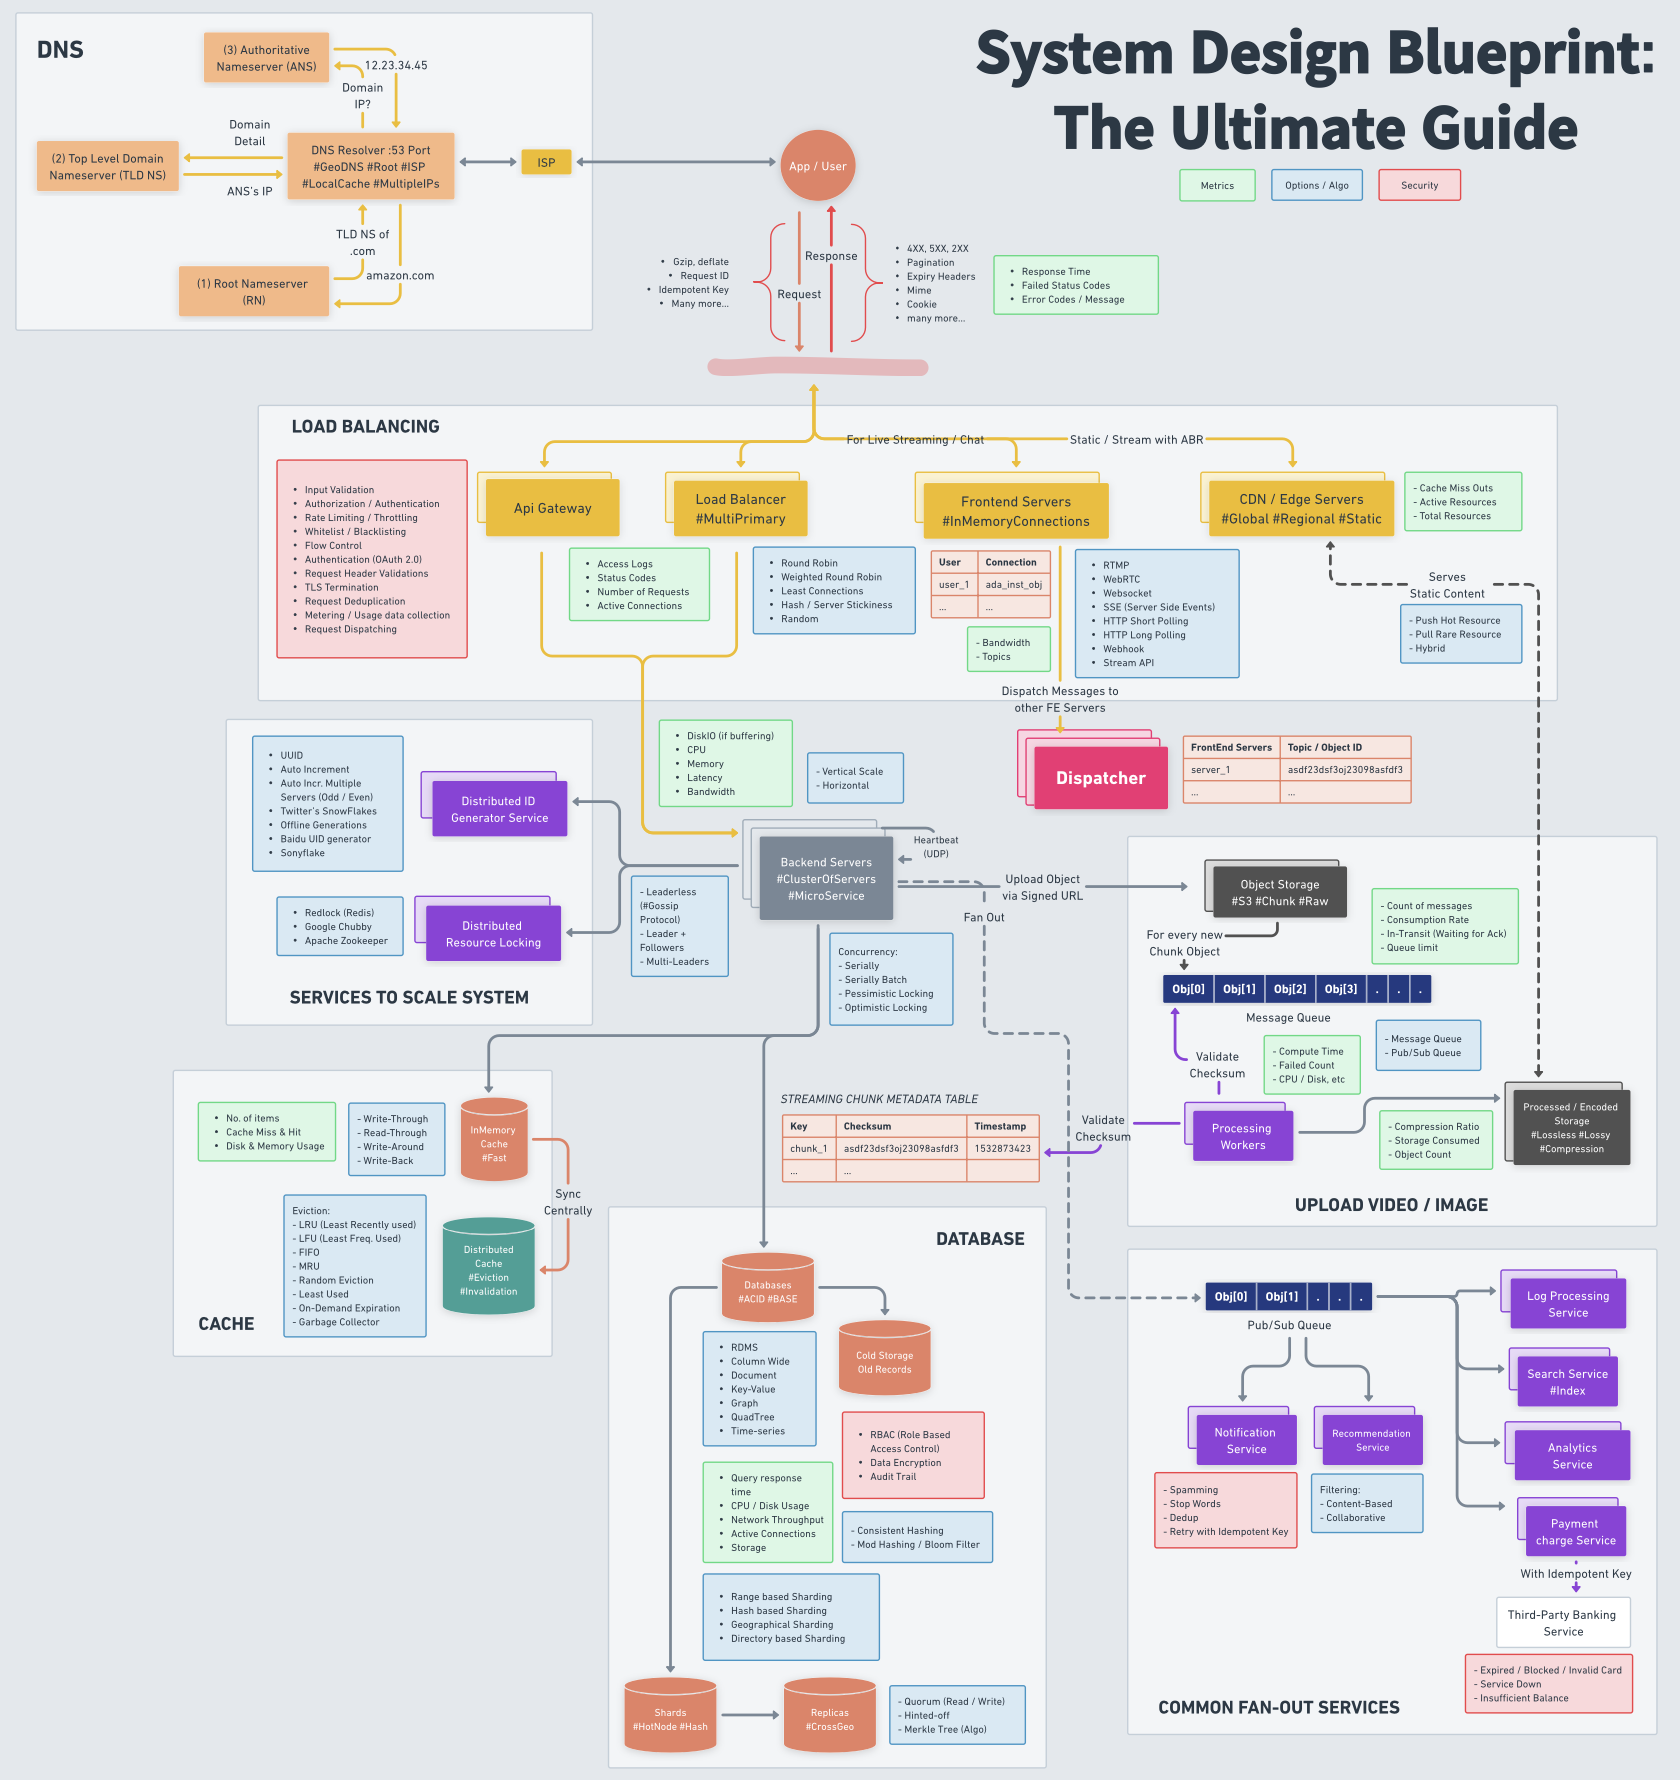 System Design Blueprint:
The Ultimate Guide
Metrics
Options / Algo
Security
DNS
(3) Authoritative
Nameserver (ANS)
12.23.34.45
Domain
IP?
Domain
Detail
(2) Top Level Domain
Nameserver (TLD NS)
ANS's IP
DNS Resolver :53 Port
#GeoDNS #Root #ISP
#LocalCache #MultipleIPs
ISP
App / User
TLD NS of
.com
amazon.com
(1) Root Nameserver
(RN)
• Gzip, deflate
• Request ID
• Idempotent Key
• Many more...
Request
Response
• 4XX, 5XX, 2XX
• Pagination
• Expiry Headers
• Mime
• Cookie
• many more...
• Response Time
• Failed Status Codes
• Error Codes / Message
LOAD BALANCING
For Live Streaming / Chat
Static / Stream with ABR
• Input Validation
• Authorization / Authentication
• Rate Limiting / Throttling
• Whitelist / Blacklisting
• Flow Control
• Authentication (OAuth 2.0)
• Request Header Validations
• TLS Termination
• Request Deduplication
• Metering / Usage data collection
• Request Dispatching
Api Gateway
Load Balancer
#MultiPrimary
Frontend Servers
#InMemoryConnections
CDN / Edge Servers
#Global #Regional #Static
- Cache Miss Outs
- Active Resources
- Total Resources
• Access Logs
• Status Codes
• Number of Requests
• Active Connections
• Round Robin
• Weighted Round Robin
• Least Connections
• Hash / Server Stickiness
• Random
User Connection
user_1 ada_inst_obj
... ...
- Bandwidth
- Topics
• RTMP
• WebRTC
• Websocket
• SSE (Server Side Events)
• HTTP Short Polling
• HTTP Long Polling
• Webhook
• Stream API
Serves
Static Content
- Push Hot Resource
- Pull Rare Resource
- Hybrid
Dispatch Messages to
other FE Servers
Dispatcher
FrontEnd Servers Topic / Object ID
server_1 asdf23dsf3oj23098asfdf3
... ...
• UUID
• Auto Increment
• Auto Incr. Multiple
Servers (Odd / Even)
• Twitter's SnowFlakes
• Offline Generations
• Baidu UID generator
• Sonyflake
Distributed ID
Generator Service
• Redlock (Redis)
• Google Chubby
• Apache Zookeeper
Distributed
Resource Locking
SERVICES TO SCALE SYSTEM
• DiskIO (if buffering)
• CPU
• Memory
• Latency
• Bandwidth
- Vertical Scale
- Horizontal
Backend Servers
#ClusterOfServers
#MicroService
Heartbeat
(UDP)
- Leaderless
(#Gossip
Protocol)
- Leader +
Followers
- Multi-Leaders
Concurrency:
- Serially
- Serially Batch
- Pessimistic Locking
- Optimistic Locking
Upload Object
via Signed URL
Fan Out
Object Storage
#S3 #Chunk #Raw
For every new
Chunk Object
- Count of messages
- Consumption Rate
- In-Transit (Waiting for Ack)
- Queue limit
Obj[0] Obj[1] Obj[2] Obj[3] . . .
Message Queue
- Message Queue
- Pub/Sub Queue
Validate
Checksum
- Compute Time
- Failed Count
- CPU / Disk, etc
Processing
Workers
Validate
Checksum
- Compression Ratio
- Storage Consumed
- Object Count
Processed / Encoded
Storage
#Lossless #Lossy
#Compression
UPLOAD VIDEO / IMAGE
STREAMING CHUNK METADATA TABLE
Key Checksum Timestamp
chunk_1 asdf23dsf3oj23098asfdf3 1532873423
... ...
• No. of items
• Cache Miss & Hit
• Disk & Memory Usage
- Write-Through
- Read-Through
- Write-Around
- Write-Back
InMemory
Cache
#Fast
Sync
Centrally
Eviction:
- LRU (Least Recently used)
- LFU (Least Freq. Used)
- FIFO
- MRU
- Random Eviction
- Least Used
- On-Demand Expiration
- Garbage Collector
Distributed
Cache
#Eviction
#Invalidation
CACHE
DATABASE
Databases
#ACID #BASE
Cold Storage
Old Records
• RDMS
• Column Wide
• Document
• Key-Value
• Graph
• QuadTree
• Time-series
• RBAC (Role Based
Access Control)
• Data Encryption
• Audit Trail
• Query response
time
• CPU / Disk Usage
• Network Throughput
• Active Connections
• Storage
- Consistent Hashing
- Mod Hashing / Bloom Filter
• Range based Sharding
• Hash based Sharding
• Geographical Sharding
• Directory based Sharding
Shards
#HotNode #Hash
Replicas
#CrossGeo
- Quorum (Read / Write)
- Hinted-off
- Merkle Tree (Algo)
Obj[0] Obj[1] . . .
Pub/Sub Queue
Log Processing
Service
Search Service
#Index
Analytics
Service
Payment
charge Service
Notification
Service
Recommendation
Service
- Spamming
- Stop Words
- Dedup
- Retry with Idempotent Key
Filtering:
- Content-Based
- Collaborative
With Idempotent Key
Third-Party Banking
Service
- Expired / Blocked / Invalid Card
- Service Down
- Insufficient Balance
COMMON FAN-OUT SERVICES